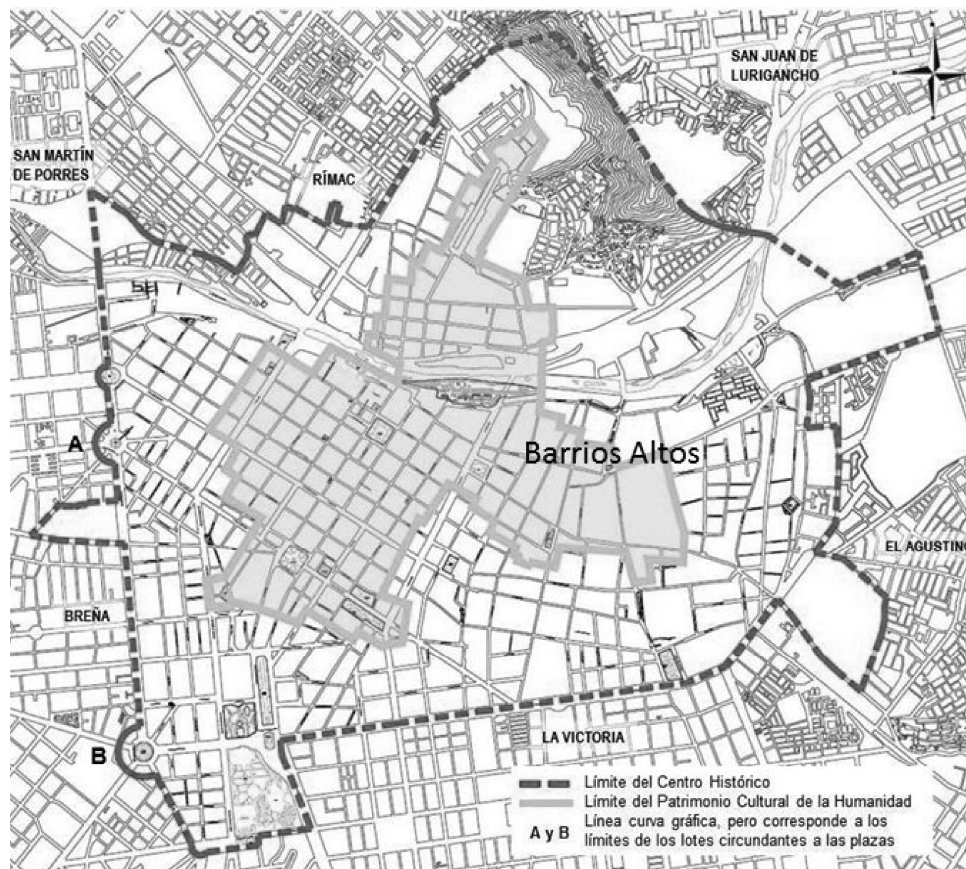 SAN JUAN DE
LURIGANCHO
SAN MARTÍN
DE PORRES
RÍMAC
A
Barrios Altos
EL AGUSTINO
BREÑA
B
LA VICTORIA
Límite del Centro Histórico
Límite del Patrimonio Cultural de la Humanidad
A y B
Línea curva gráfica, pero corresponde a los
límites de los lotes circundantes a las plazas